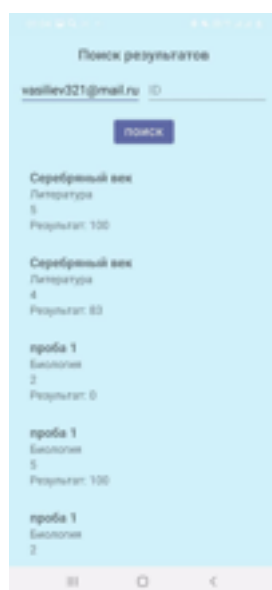 Поиск результатов
vasiliev321@mail.ru ID
ПОИСК
Серебряный век
Литература
5
Результат: 100
Серебряный век
Литература
4
Результат: 83
проба 1
Биология
2
Результат: 0
проба 1
Биология
5
Результат: 100
проба 1
Биология
2